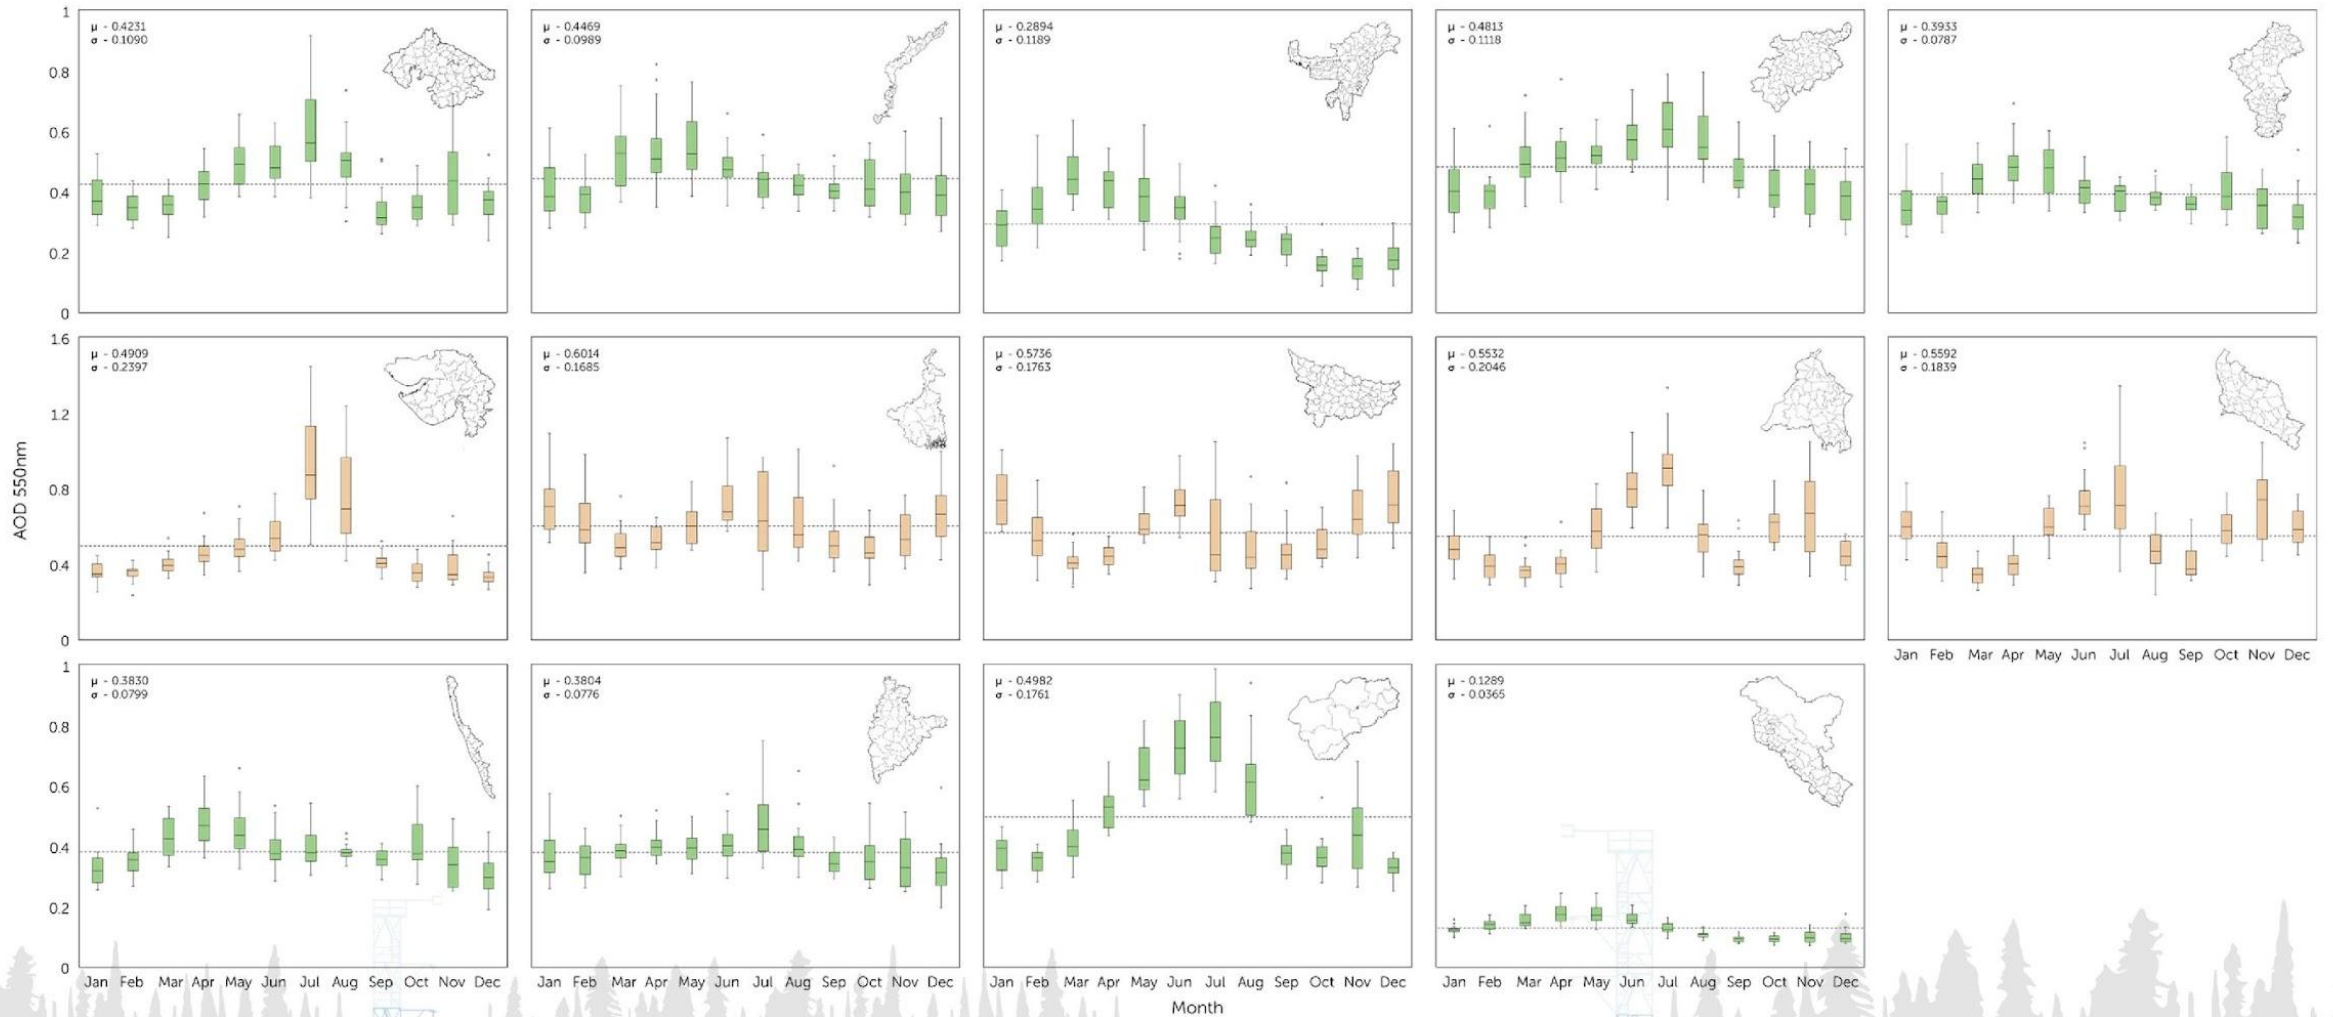 μ - 0.4231
σ - 0.1090
μ - 0.4469
σ - 0.0989
μ - 0.2894
σ - 0.1189
μ - 0.4813
σ - 0.1118
μ - 0.3933
σ - 0.0787
1
0.8
0.6
0.4
0.2
0
μ - 0.4909
σ - 0.2397
μ - 0.6014
σ - 0.1685
μ - 0.5736
σ - 0.1763
μ - 0.5532
σ - 0.2046
μ - 0.5592
σ - 0.1839
1.6
1.2
0.8
0.4
0
AOD 550nm
Jan Feb Mar Apr May Jun Jul Aug Sep Oct Nov Dec
μ - 0.3830
σ - 0.0799
μ - 0.3804
σ - 0.0776
μ - 0.4982
σ - 0.1761
μ - 0.1289
σ - 0.0365
1
0.8
0.6
0.4
0.2
0
Jan Feb Mar Apr May Jun Jul Aug Sep Oct Nov Dec
Jan Feb Mar Apr May Jun Jul Aug Sep Oct Nov Dec
Jan Feb Mar Apr May Jun Jul Aug Sep Oct Nov Dec
Jan Feb Mar Apr May Jun Jul Aug Sep Oct Nov Dec
Month